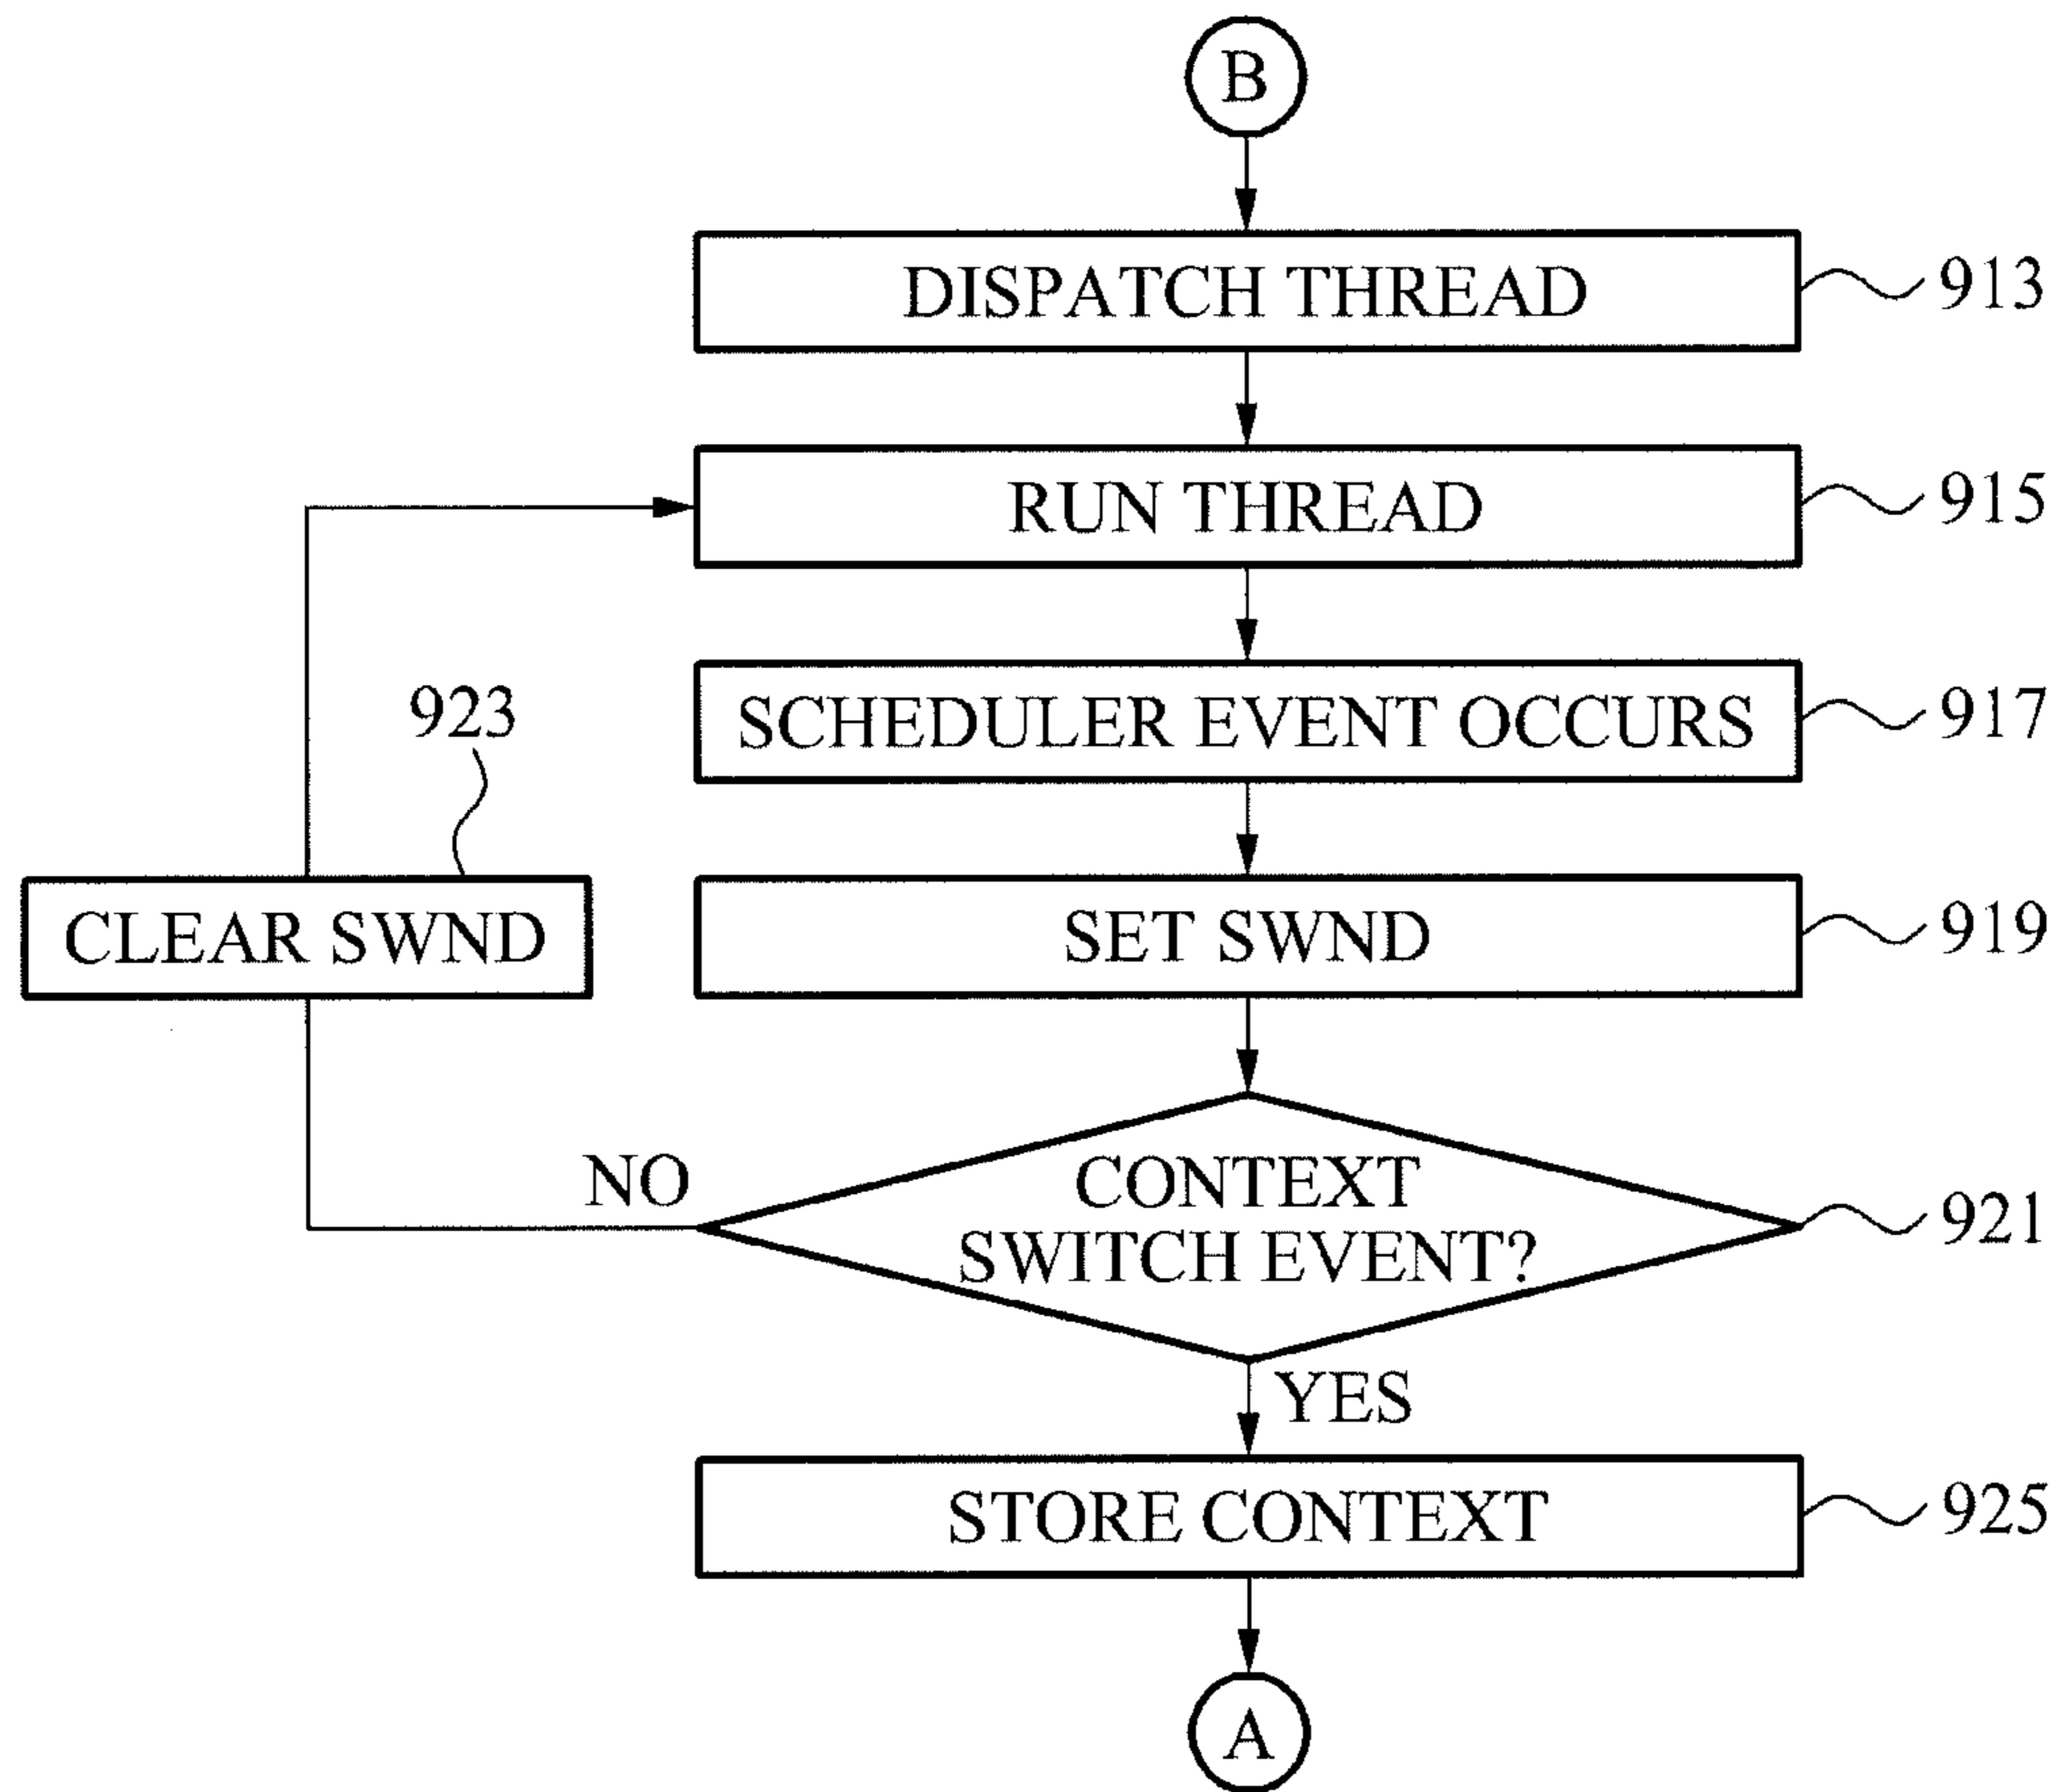 B
DISPATCH THREAD
913
RUN THREAD
915
SCHEDULER EVENT OCCURS
917
923
CLEAR SWND
SET SWND
919
NO
CONTEXT
SWITCH EVENT?
921
YES
STORE CONTEXT
925
A